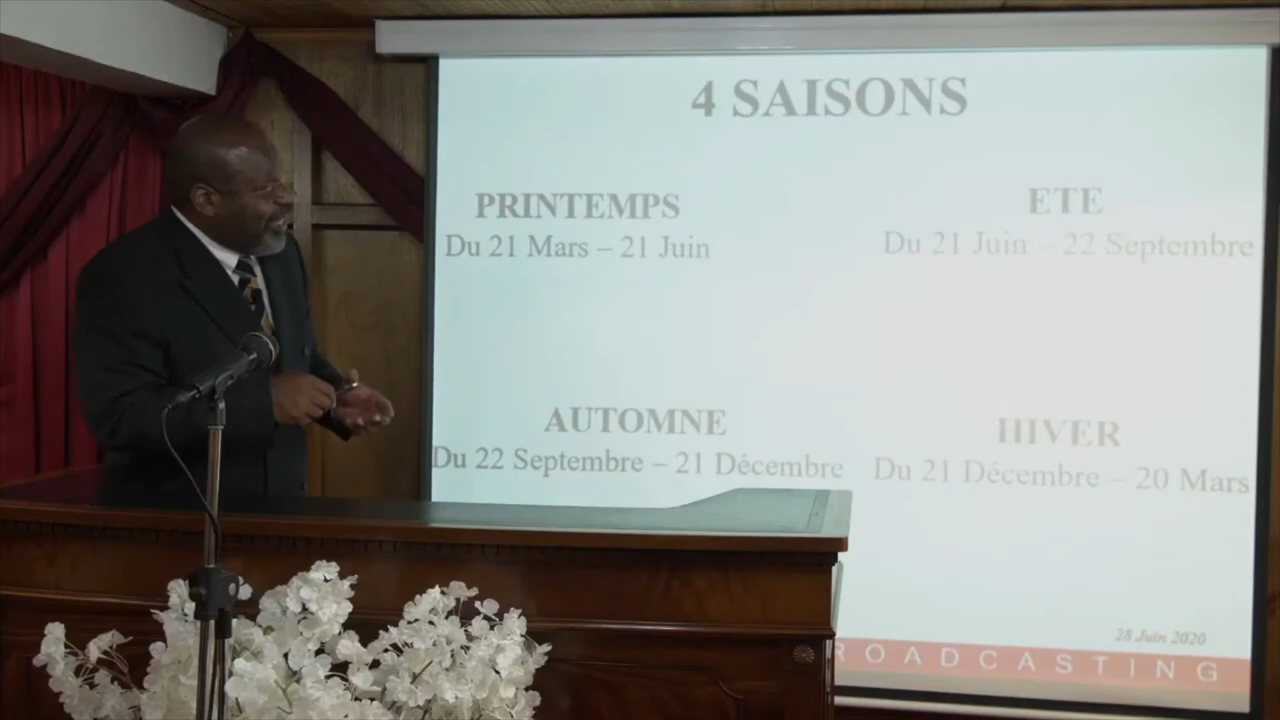 4 SAISONS
PRINTEMPS
Du 21 Mars – 21 Juin
ETE
Du 21 Juin – 22 Septembre
AUTOMNE
Du 22 Septembre – 21 Décembre
HIVER
Du 21 Décembre – 20 Mars
28 Juin 2020
ROADCASTING